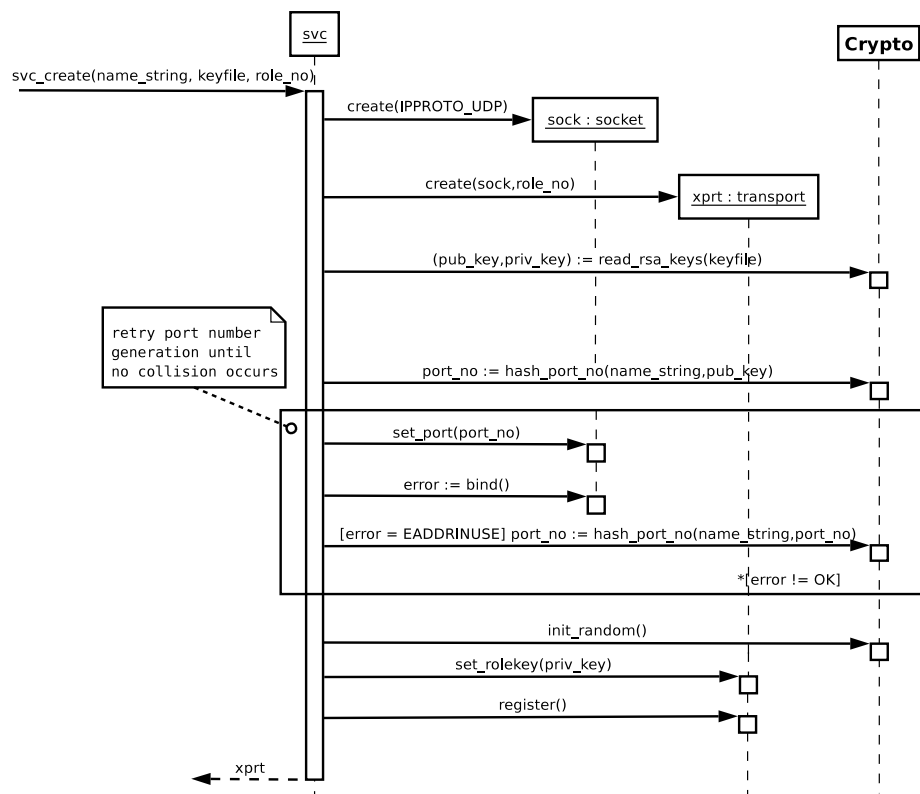 svc
Crypto
svc_create(name_string, keyfile, role_no)
create(IPPROTO_UDP)
sock : socket
create(sock,role_no)
xprt : transport
(pub_key,priv_key) := read_rsa_keys(keyfile)
retry port number
generation until
no collision occurs
port_no := hash_port_no(name_string,pub_key)
set_port(port_no)
error := bind()
[error = EADDRINUSE] port_no := hash_port_no(name_string,port_no)
*[error != OK]
init_random()
set_rolekey(priv_key)
register()
xprt